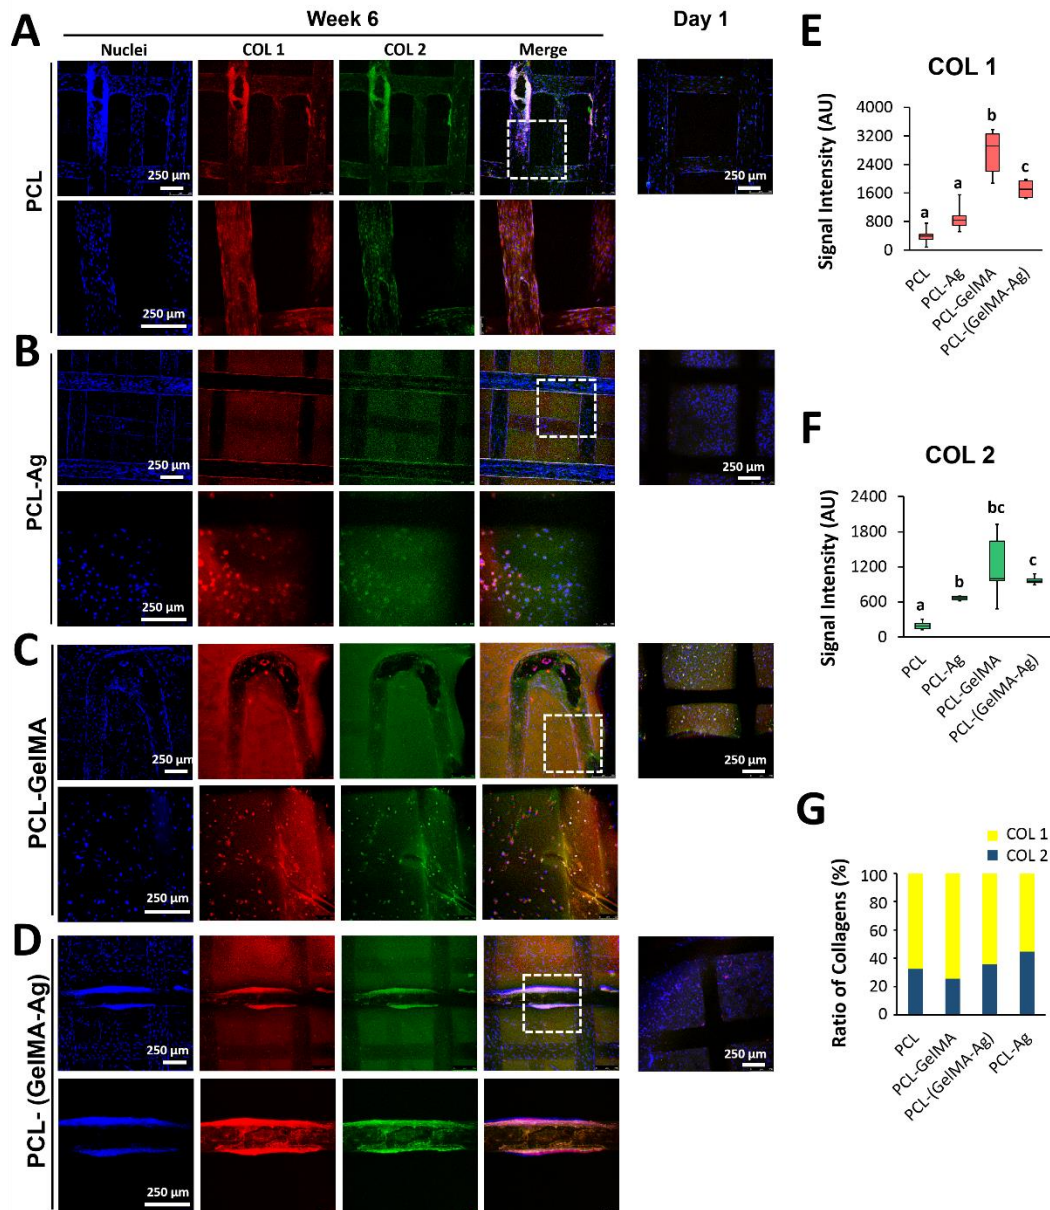 A
Week 6
Day 1
Nuclei
COL 1
COL 2
Merge
PCL
250 µm
250 µm
250 µm
B
PCL-Ag
250 µm
250 µm
250 µm
C
PCL-GelMA
250 µm
250 µm
250 µm
D
PCL- (GelMA-Ag)
250 µm
250 µm
250 µm
E
COL 1
Signal Intensity (AU)
4000
3200
2400
1600
800
0
a
a
b
c
PCL
PCL-Ag
PCL-GelMA
PCL-(GelMA-Ag)
F
COL 2
Signal Intensity (AU)
2400
1800
1200
600
0
a
b
bc
c
PCL
PCL-Ag
PCL-GelMA
PCL-(GelMA-Ag)
G
COL 1
COL 2
Ratio of Collagens (%)
100
80
60
40
20
0
PCL
PCL-GelMA
PCL-(GelMA-Ag)
PCL-Ag